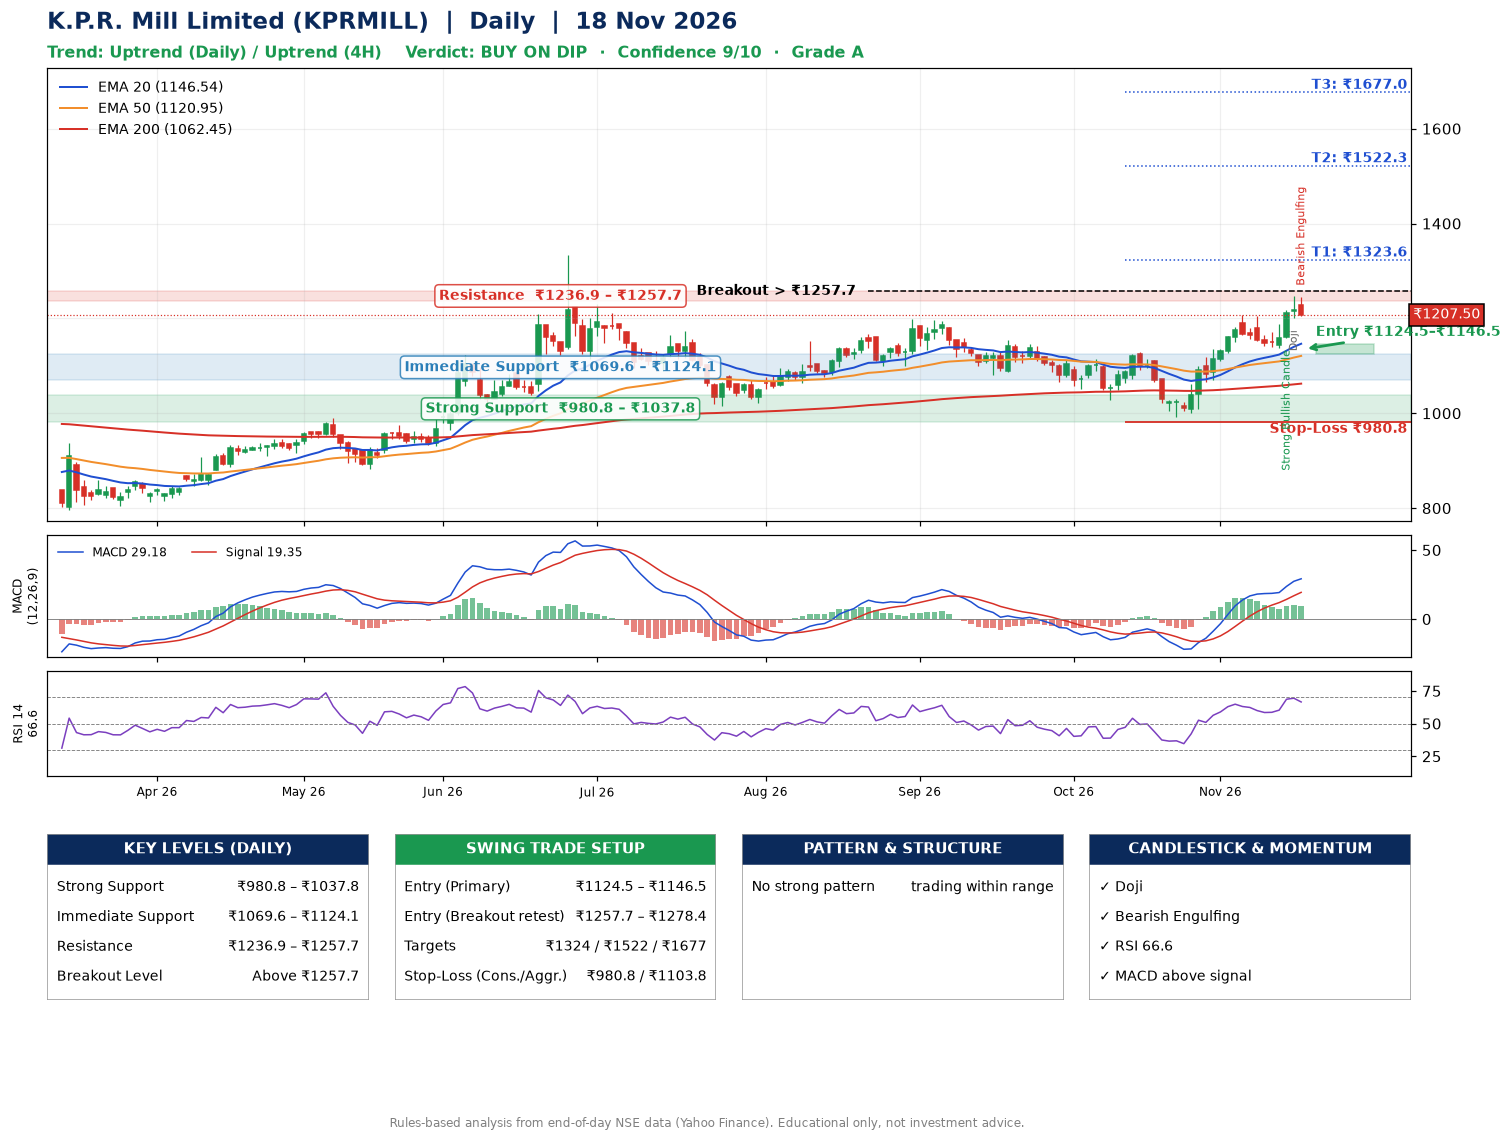 K.P.R. Mill Limited (KPRMILL)  |  Daily  |  18 Nov 2026
Trend: Uptrend (Daily) / Uptrend (4H)    Verdict: BUY ON DIP  ·  Confidence 9/10  ·  Grade A
EMA 20 (1146.54)
EMA 50 (1120.95)
EMA 200 (1062.45)
T3: ₹1677.0
T2: ₹1522.3
T1: ₹1323.6
Bearish Engulfing
Resistance  ₹1236.9 – ₹1257.7
Breakout > ₹1257.7
₹1207.50
Entry ₹1124.5–₹1146.5
Doji
Immediate Support  ₹1069.6 – ₹1124.1
Strong Support  ₹980.8 – ₹1037.8
Strong Bullish Candle
Stop-Loss ₹980.8
1600
1400
1000
800
MACD (12,26,9)
MACD 29.18
Signal 19.35
50
0
RSI 14
66.6
75
50
25
Apr 26
May 26
Jun 26
Jul 26
Aug 26
Sep 26
Oct 26
Nov 26
KEY LEVELS (DAILY)
Strong Support  ₹980.8 – ₹1037.8
Immediate Support  ₹1069.6 – ₹1124.1
Resistance  ₹1236.9 – ₹1257.7
Breakout Level  Above ₹1257.7
SWING TRADE SETUP
Entry (Primary)  ₹1124.5 – ₹1146.5
Entry (Breakout retest)  ₹1257.7 – ₹1278.4
Targets  ₹1324 / ₹1522 / ₹1677
Stop-Loss (Cons./Aggr.)  ₹980.8 / ₹1103.8
PATTERN & STRUCTURE
No strong pattern  trading within range
CANDLESTICK & MOMENTUM
✓ Doji
✓ Bearish Engulfing
✓ RSI 66.6
✓ MACD above signal
Rules-based analysis from end-of-day NSE data (Yahoo Finance). Educational only, not investment advice.